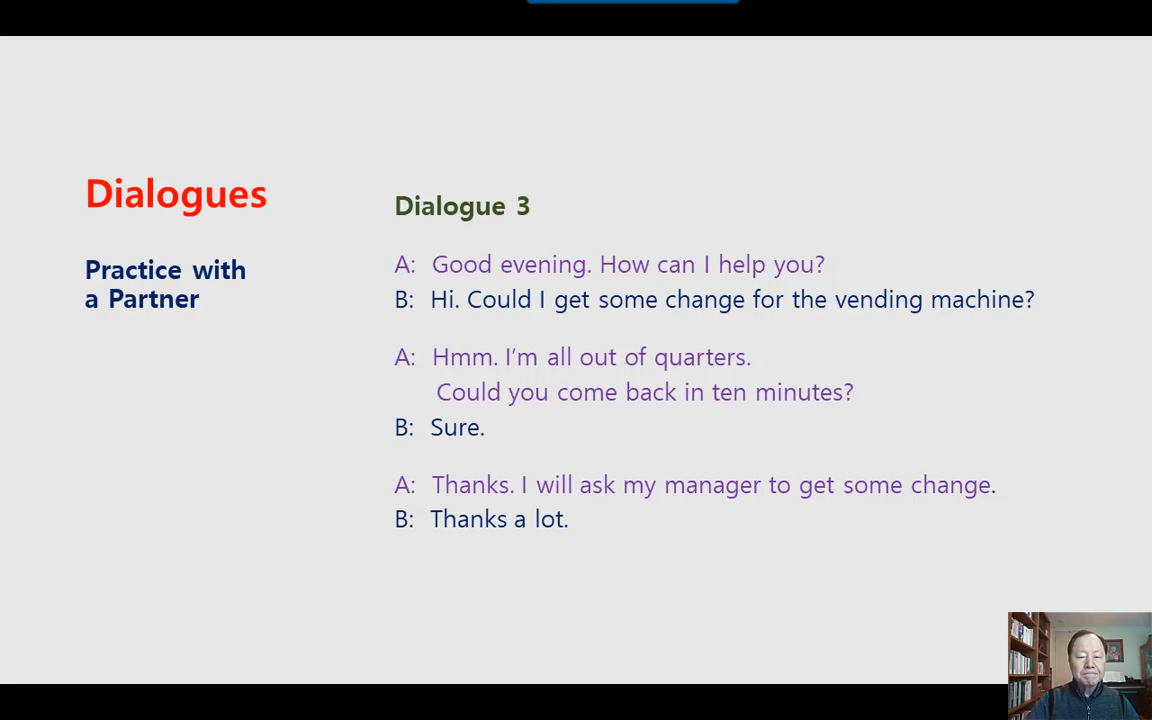 Dialogues
Practice with
a Partner
Dialogue 3
A: Good evening. How can I help you?
B: Hi. Could I get some change for the vending machine?
A: Hmm. I’m all out of quarters.
Could you come back in ten minutes?
B: Sure.
A: Thanks. I will ask my manager to get some change.
B: Thanks a lot.